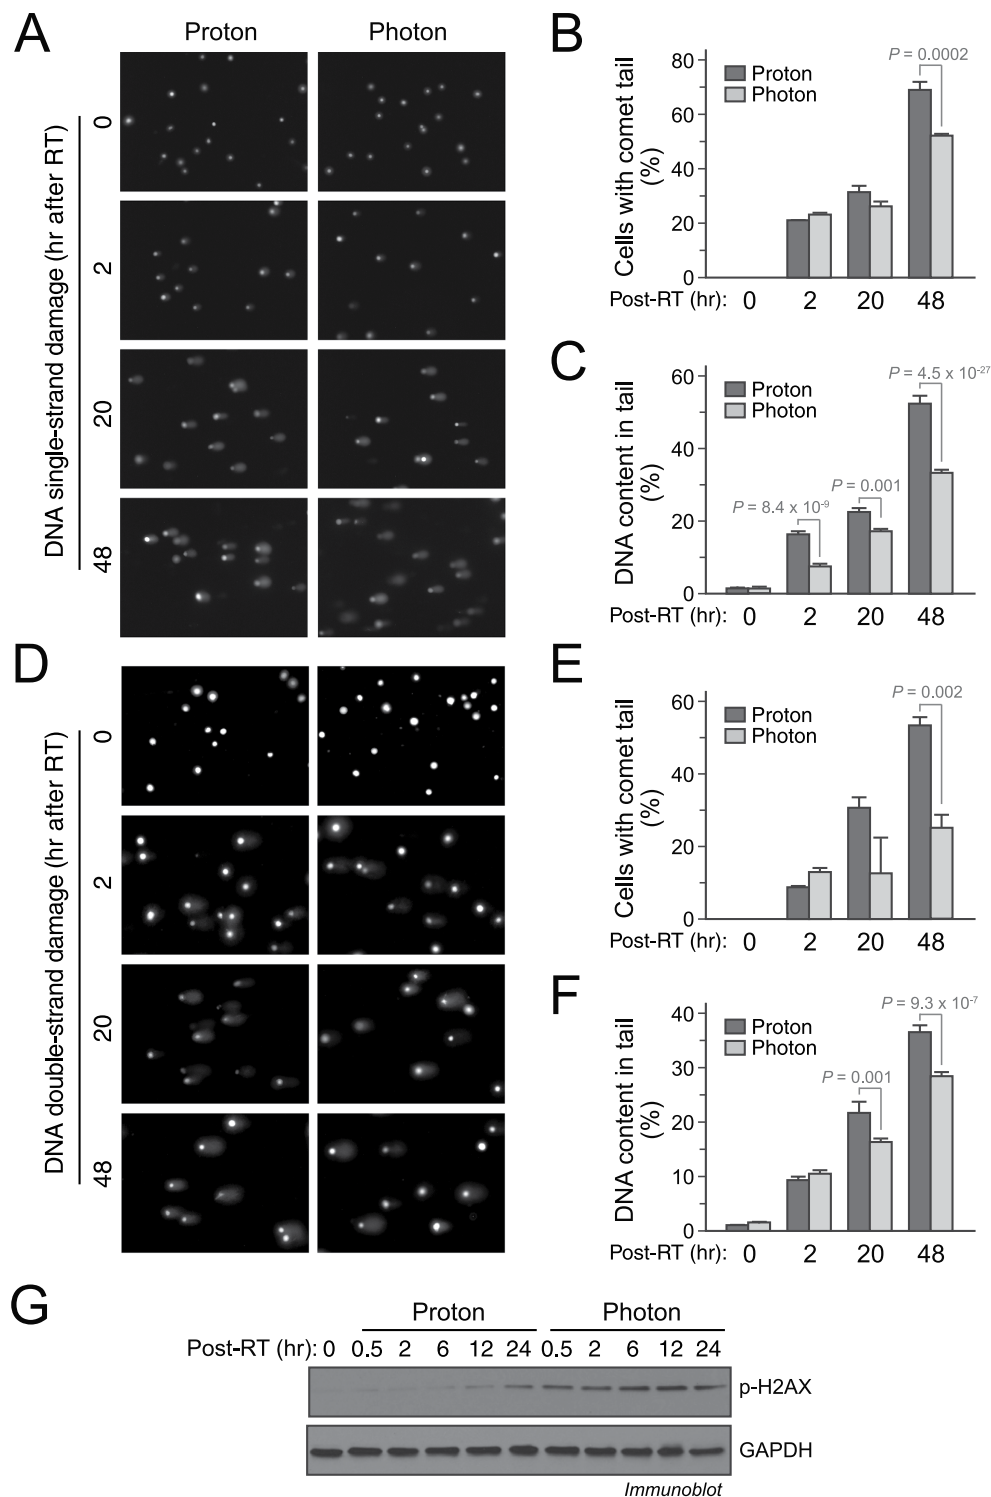 A
Proton Photon
DNA single-strand damage (hr after RT)
0
2
20
48
B
Cells with comet tail
(%)
80
60
40
20
0
Proton
Photon
P = 0.0002
Post-RT (hr): 0 2 20 48
C
DNA content in tail
(%)
60
40
20
0
Proton
Photon
P = 8.4 x 10-9
P = 0.001
P = 4.5 x 10-27
Post-RT (hr): 0 2 20 48
D
DNA double-strand damage (hr after RT)
0
2
20
48
E
Cells with comet tail
(%)
60
40
20
0
Proton
Photon
P = 0.002
Post-RT (hr): 0 2 20 48
F
DNA content in tail
(%)
40
30
20
10
0
Proton
Photon
P = 0.001
P = 9.3 x 10-7
Post-RT (hr): 0 2 20 48
G
Proton Photon
Post-RT (hr): 0 0.5 2 6 12 24 0.5 2 6 12 24
p-H2AX
GAPDH
Immunoblot